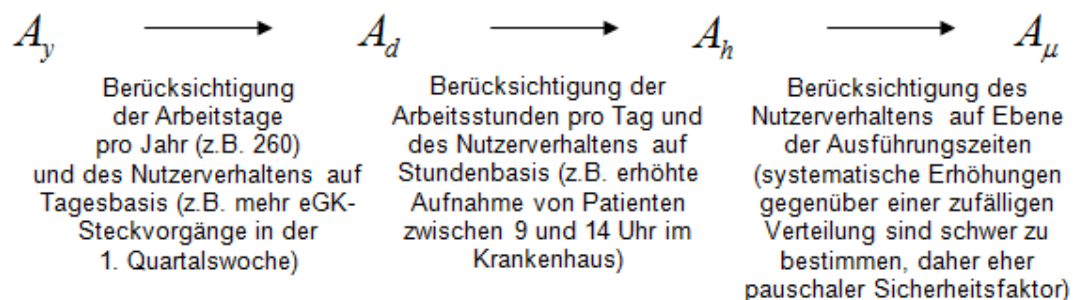 A_y → A_d → A_h → A_μ
Berücksichtigung
der Arbeitstage
pro Jahr (z.B. 260)
und des Nutzerverhaltens auf
Tagesbasis (z.B. mehr eGK-
Steckvorgänge in der
1. Quartalswoche)
Berücksichtigung der
Arbeitsstunden pro Tag und
des Nutzerverhaltens auf
Stundenbasis (z.B. erhöhte
Aufnahme von Patienten
zwischen 9 und 14 Uhr im
Krankenhaus)
Berücksichtigung des
Nutzerverhaltens auf Ebene
der Ausführungszeiten
(systematische Erhöhungen
gegenüber einer zufälligen
Verteilung sind schwer zu
bestimmen, daher eher
pauschaler Sicherheitsfaktor)